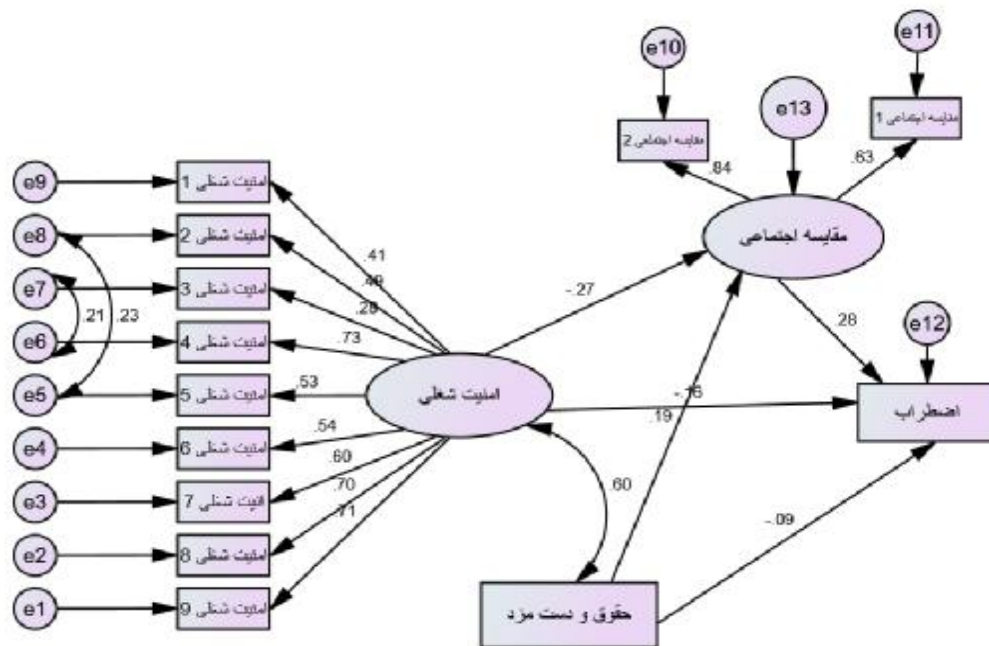 e11
e10
e13
مقایسه اجتماعی 1
مقایسه اجتماعی 2
.63
.84
e9
امنیت شغلی 1
e8
امنیت شغلی 2
مقایسه اجتماعی
.41
e7
امنیت شغلی 3
.49
-.27
.28
.21
.23
e6
امنیت شغلی 4
.73
.28
e12
e5
امنیت شغلی 5
.53
امنیت شغلی
-.16
.19
اضطراب
e4
امنیت شغلی 6
.54
.60
e3
امنیت شغلی 7
.70
.60
.71
-.09
e2
امنیت شغلی 8
e1
امنیت شغلی 9
حقوق و دست مزد